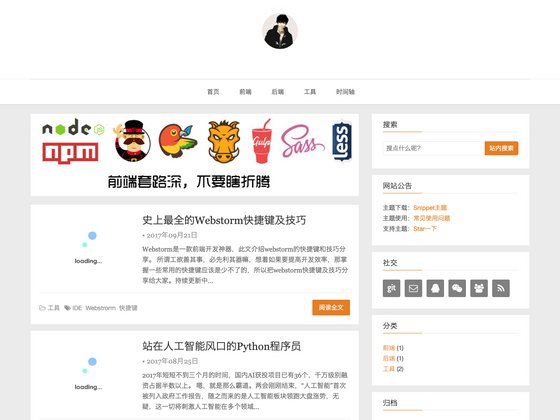 首页 前端 后端 工具 时间轴
node JS
npm
Gulp
Sass
less
前端套路深，不要瞎折腾
搜索
搜点什么呢?
站内搜索
网站公告
主题下载：Snippet主题
主题使用：常见使用问题
支持主题：Star一下
史上最全的Webstorm快捷键及技巧
• 2017年09月21日
Webstorm是一款前端开发神器，此文介绍webstorm的快捷键和技巧分
享。 所谓工欲善其事，必先利其器嘛，想着如果要提高开发效率，那掌
握一些常用的快捷键应该是少不了的，所以把webstorm快捷键及技巧分
享给大家。持续更新中...
loading...
工具 IDE Webstrorm 快捷键
阅读全文
社交
git
分类
前端 (1)
后端 (1)
工具 (2)
站在人工智能风口的Python程序员
• 2017年08月25日
2017年短短不到三个月的时间，国内AI获投项目已有36个，千万级别融
资占据半数以上。 嗯，就是那么霸道。两会刚刚结束，“人工智能”首次
被列入政府工作报告，随之而来的是人工智能板块领跑大盘涨势，无
疑，这一切将刺激人工智能在多个领域...
loading...
归档